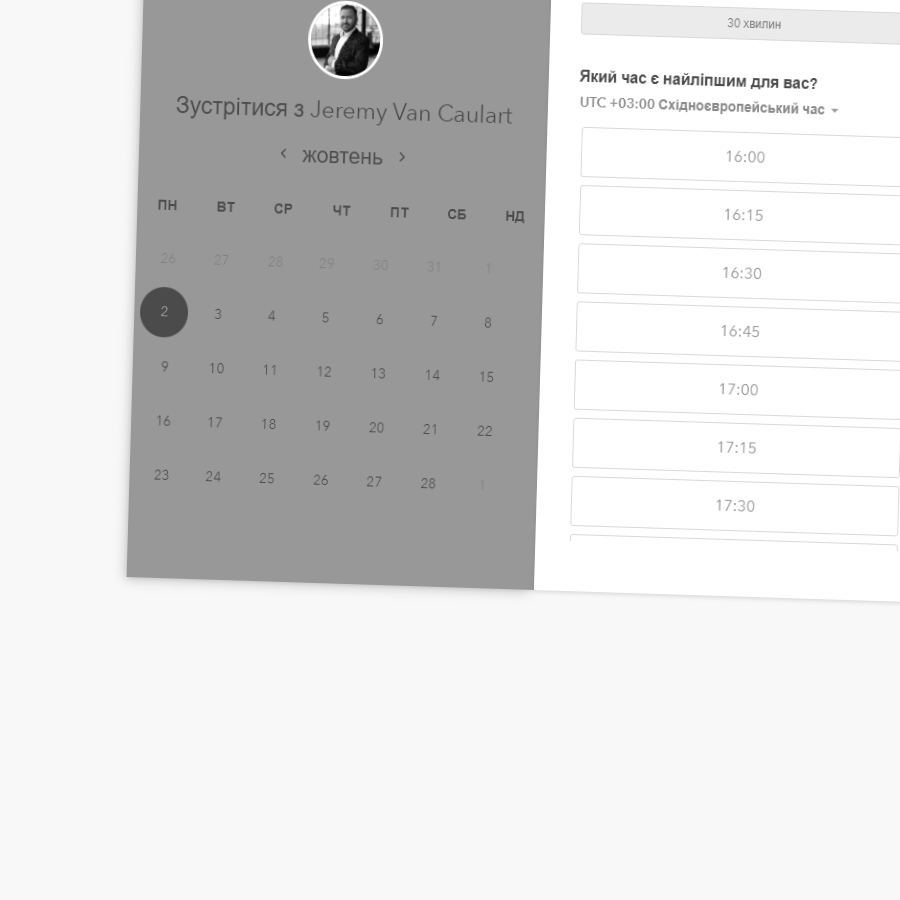 Зустрітися з Jeremy Van Caulart
‹ жовтень ›
ПН ВТ СР ЧТ ПТ СБ НД
26 27 28 29 30 31 1
2 3 4 5 6 7 8
9 10 11 12 13 14 15
16 17 18 19 20 21 22
23 24 25 26 27 28 1
30 хвилин
Який час є найліпшим для вас?
UTC +03:00 Східноєвропейський час
16:00
16:15
16:30
16:45
17:00
17:15
17:30